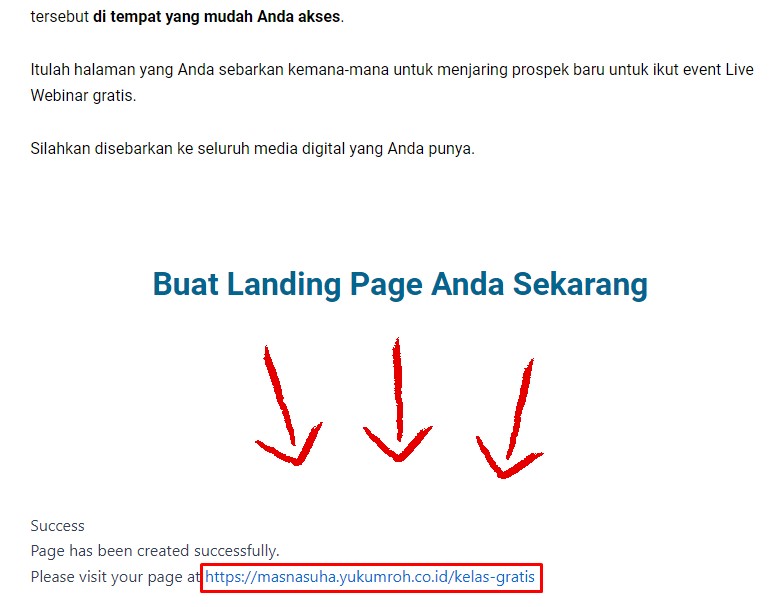 tersebut di tempat yang mudah Anda akses.
Itulah halaman yang Anda sebarkan kemana-mana untuk menjaring prospek baru untuk ikut event Live
Webinar gratis.
Silahkan disebarkan ke seluruh media digital yang Anda punya.
Buat Landing Page Anda Sekarang
Success
Page has been created successfully.
Please visit your page at https://masnasuha.yukumroh.co.id/kelas-gratis